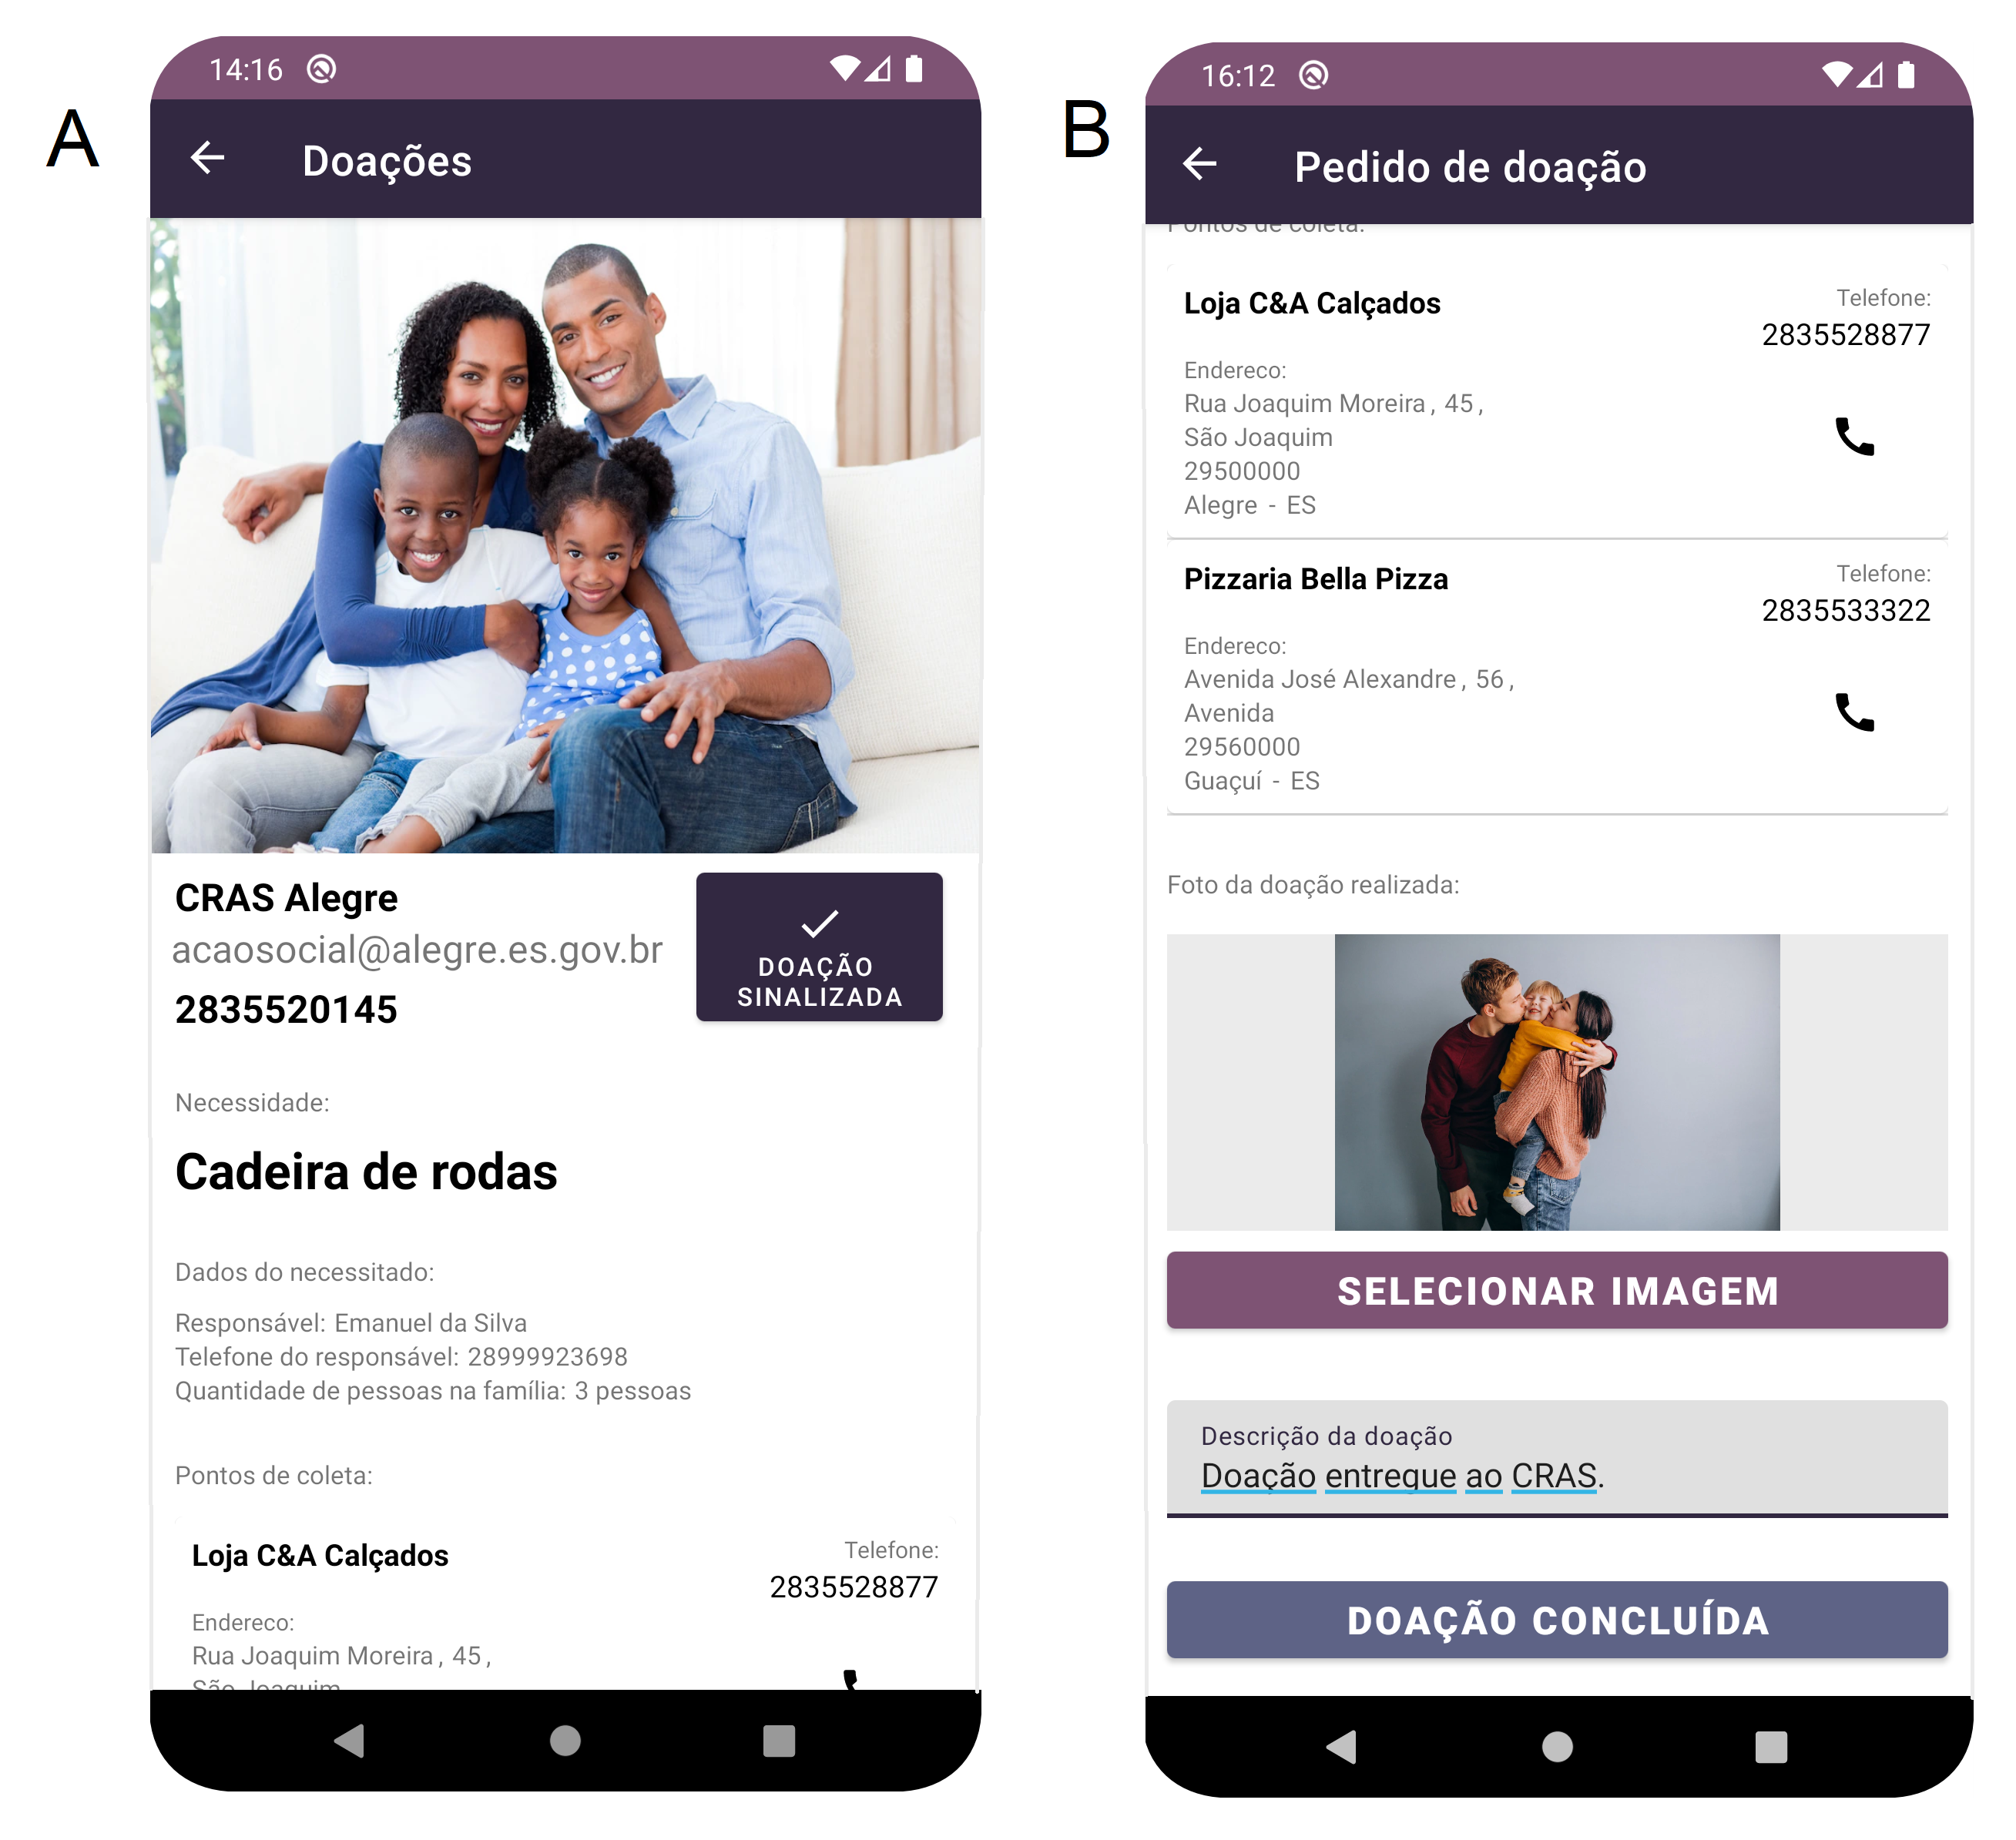 A
14:16
Doações
CRAS Alegre
acaosocial@alegre.es.gov.br
2835520145
DOAÇÃO
SINALIZADA
Necessidade:
Cadeira de rodas
Dados do necessitado:
Responsável: Emanuel da Silva
Telefone do responsável: 28999923698
Quantidade de pessoas na família: 3 pessoas
Pontos de coleta:
Loja C&A Calçados
Telefone:
2835528877
Endereco:
Rua Joaquim Moreira, 45,
São Joaquim
B
16:12
Pedido de doação
Pontos de coleta:
Loja C&A Calçados
Telefone:
2835528877
Endereco:
Rua Joaquim Moreira, 45,
São Joaquim
29500000
Alegre - ES
Pizzaria Bella Pizza
Telefone:
2835533322
Endereco:
Avenida José Alexandre, 56,
Avenida
29560000
Guaçuí - ES
Foto da doação realizada:
SELECIONAR IMAGEM
Descrição da doação
Doação entregue ao CRAS.
DOAÇÃO CONCLUÍDA